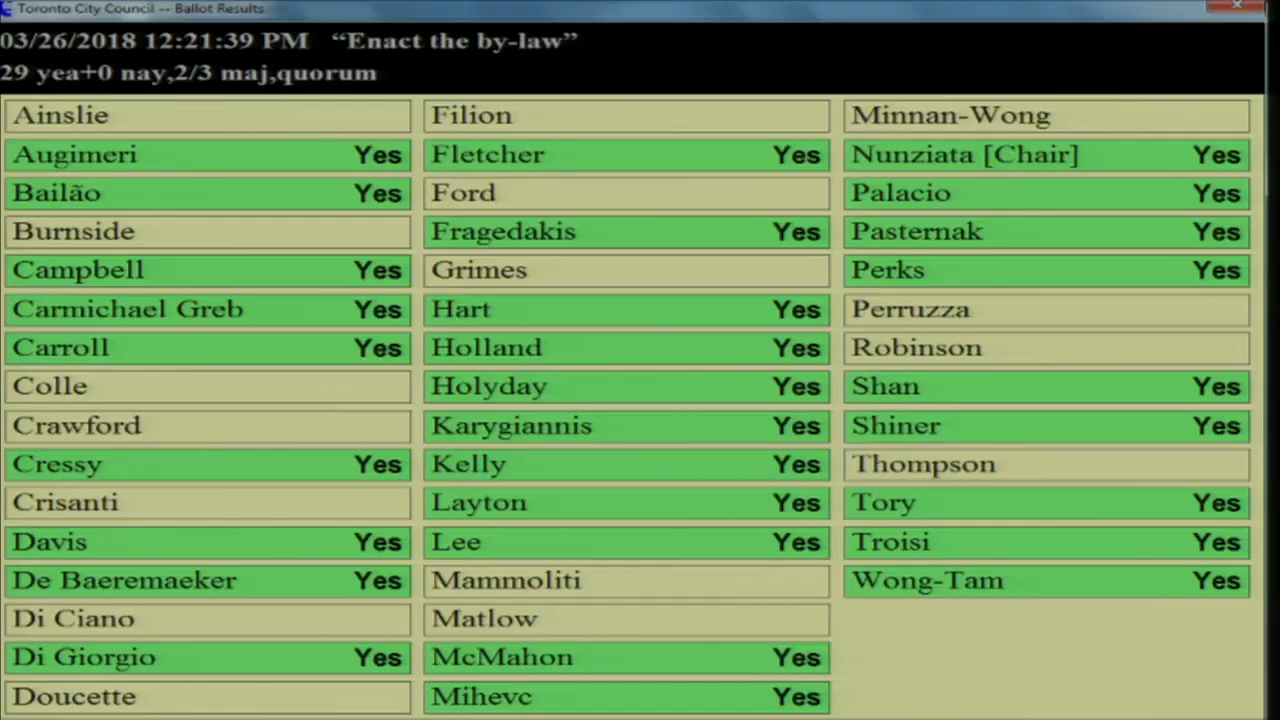 Toronto City Council -- Ballot Results
03/26/2018 12:21:39 PM “Enact the by-law”
29 yea+0 nay,2/3 maj,quorum
Ainslie
Augimeri Yes
Bailão Yes
Burnside
Campbell Yes
Carmichael Greb Yes
Carroll Yes
Colle
Crawford
Cressy Yes
Crisanti
Davis Yes
De Baeremaeker Yes
Di Ciano
Di Giorgio Yes
Doucette
Filion
Fletcher Yes
Ford
Fragedakis Yes
Grimes
Hart Yes
Holland Yes
Holyday Yes
Karygiannis Yes
Kelly Yes
Layton Yes
Lee Yes
Mammoliti
Matlow
McMahon Yes
Mihevc Yes
Minnan-Wong
Nunziata [Chair] Yes
Palacio Yes
Pasternak Yes
Perks Yes
Perruzza
Robinson
Shan Yes
Shiner Yes
Thompson
Tory Yes
Troisi Yes
Wong-Tam Yes